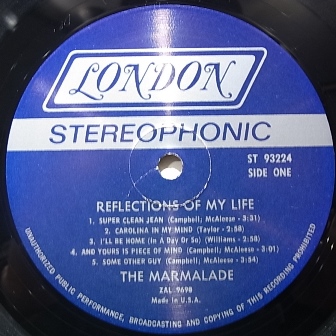 LONDON
STEREOPHONIC
ST 93224
SIDE ONE
REFLECTIONS OF MY LIFE
1. SUPER CLEAN JEAN (Campbell; McAleese - 3:31)
2. CAROLINA IN MY MIND (Taylor - 2:58)
3. I'LL BE HOME (In A Day Or So) (Williams - 2:58)
4. AND YOURS IS PIECE OF MIND (Campbell; McAleese - 3:01)
5. SOME OTHER GUY (Campbell; McAleese - 3:54)
THE MARMALADE
ZAL 9698
Made in U.S.A.
UNAUTHORIZED PUBLIC PERFORMANCE, BROADCASTING AND COPYING OF THIS RECORDING PROHIBITED